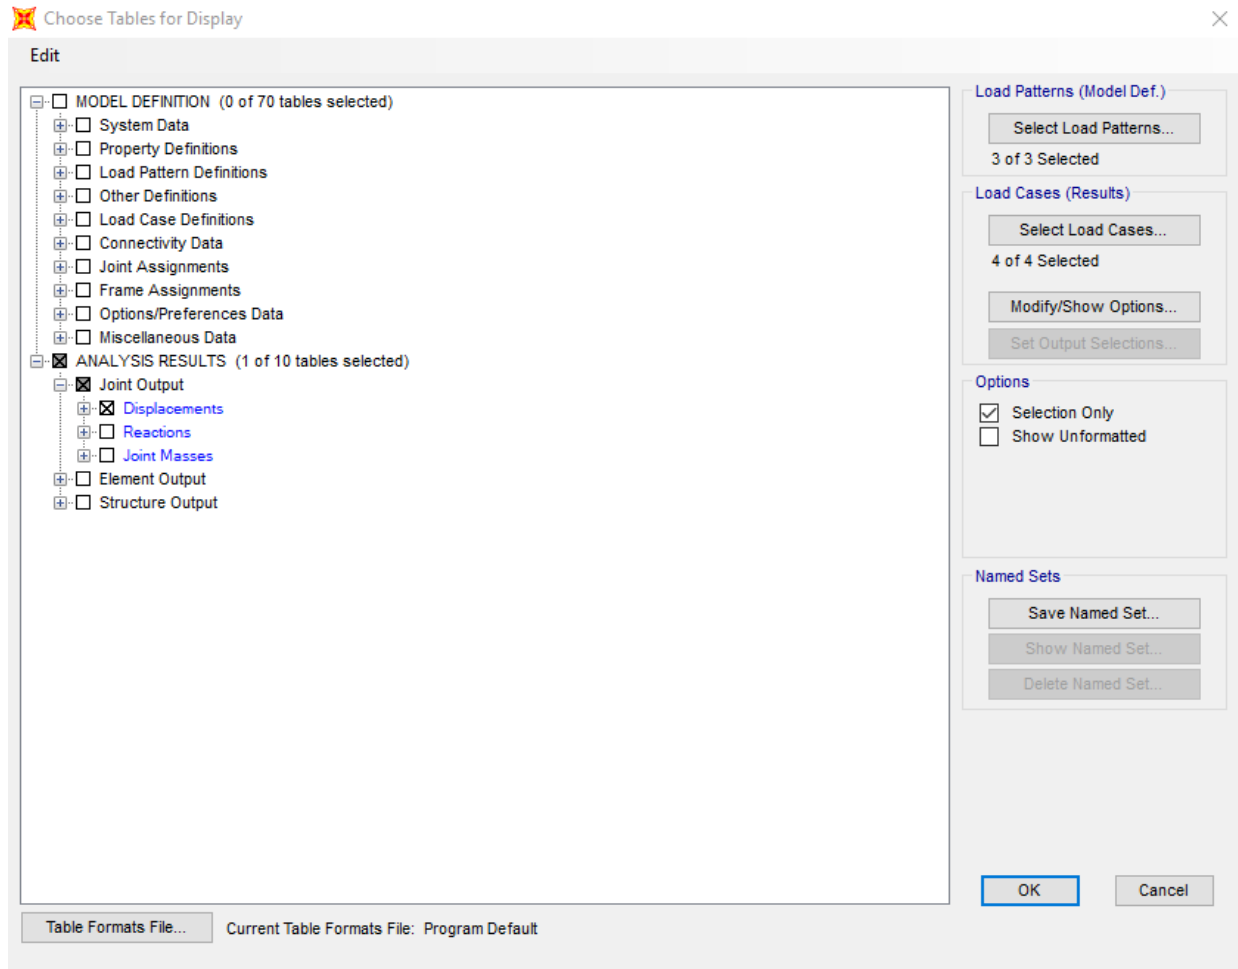 Choose Tables for Display
Edit
MODEL DEFINITION (0 of 70 tables selected)
System Data
Property Definitions
Load Pattern Definitions
Other Definitions
Load Case Definitions
Connectivity Data
Joint Assignments
Frame Assignments
Options/Preferences Data
Miscellaneous Data
ANALYSIS RESULTS (1 of 10 tables selected)
Joint Output
Displacements
Reactions
Joint Masses
Element Output
Structure Output
Load Patterns (Model Def.)
Select Load Patterns...
3 of 3 Selected
Load Cases (Results)
Select Load Cases...
4 of 4 Selected
Modify/Show Options...
Set Output Selections...
Options
Selection Only
Show Unformatted
Named Sets
Save Named Set...
Show Named Set...
Delete Named Set...
OK
Cancel
Table Formats File...
Current Table Formats File: Program Default